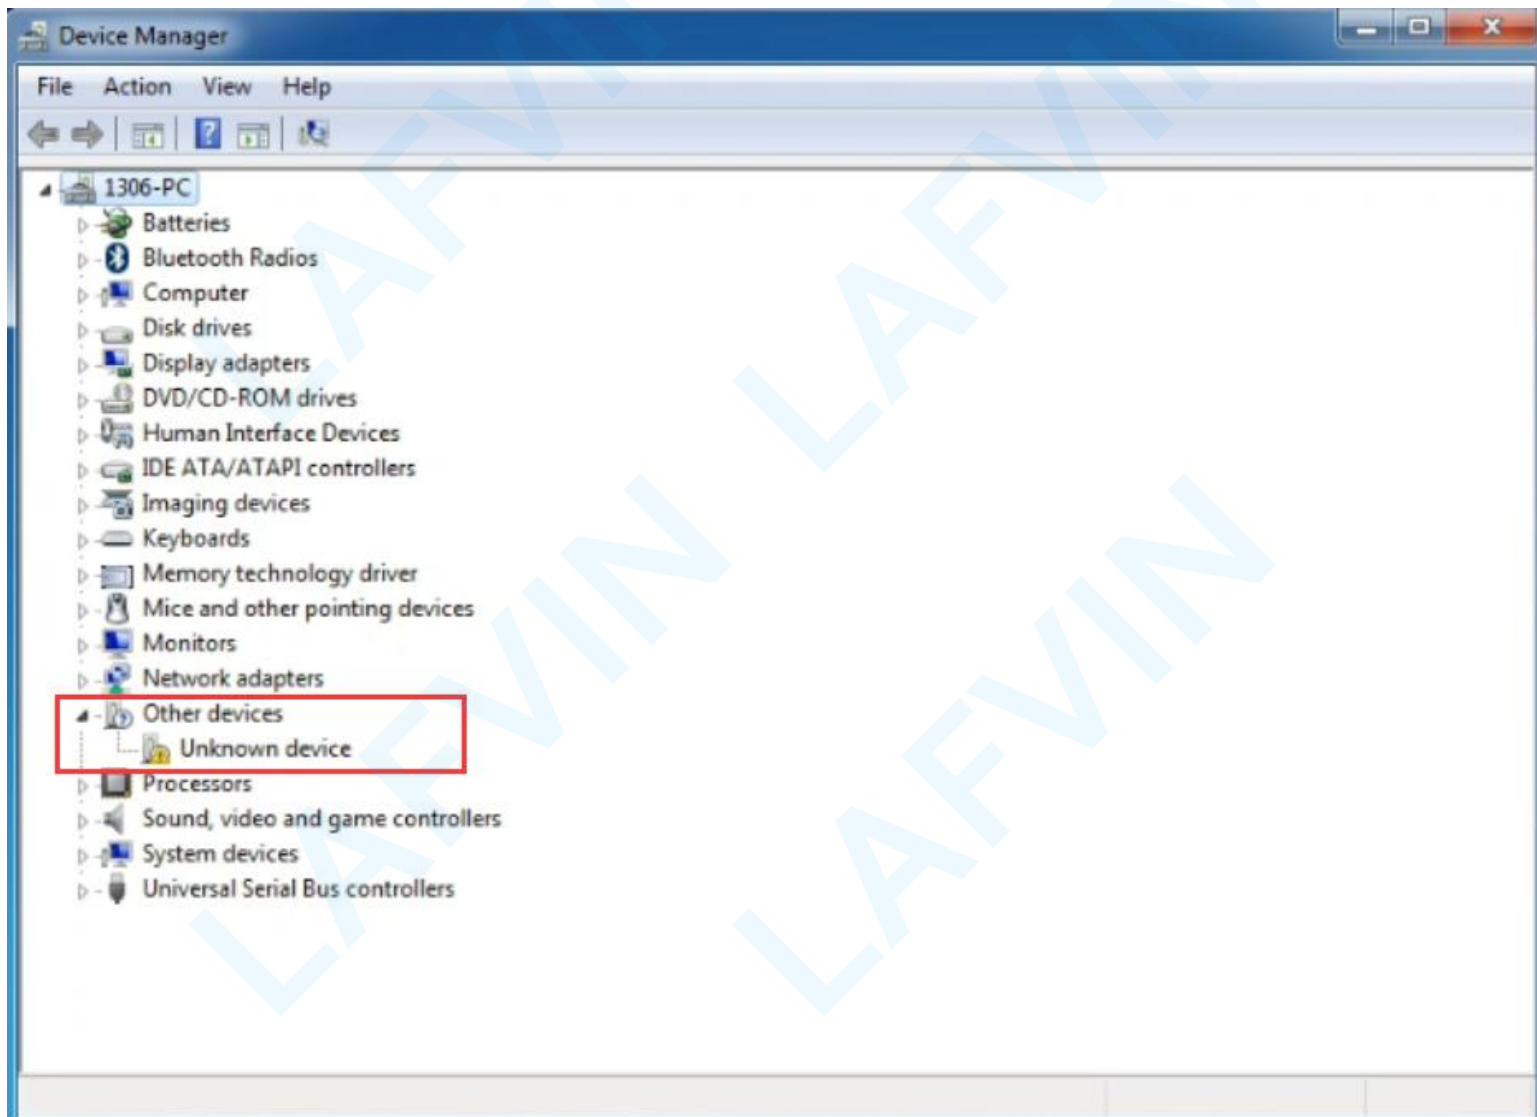 Device Manager
File Action View Help
1306-PC
Batteries
Bluetooth Radios
Computer
Disk drives
Display adapters
DVD/CD-ROM drives
Human Interface Devices
IDE ATA/ATAPI controllers
Imaging devices
Keyboards
Memory technology driver
Mice and other pointing devices
Monitors
Network adapters
Other devices
Unknown device
Processors
Sound, video and game controllers
System devices
Universal Serial Bus controllers
LAFVIN
LAFVIN
LAFVIN
LAFVIN